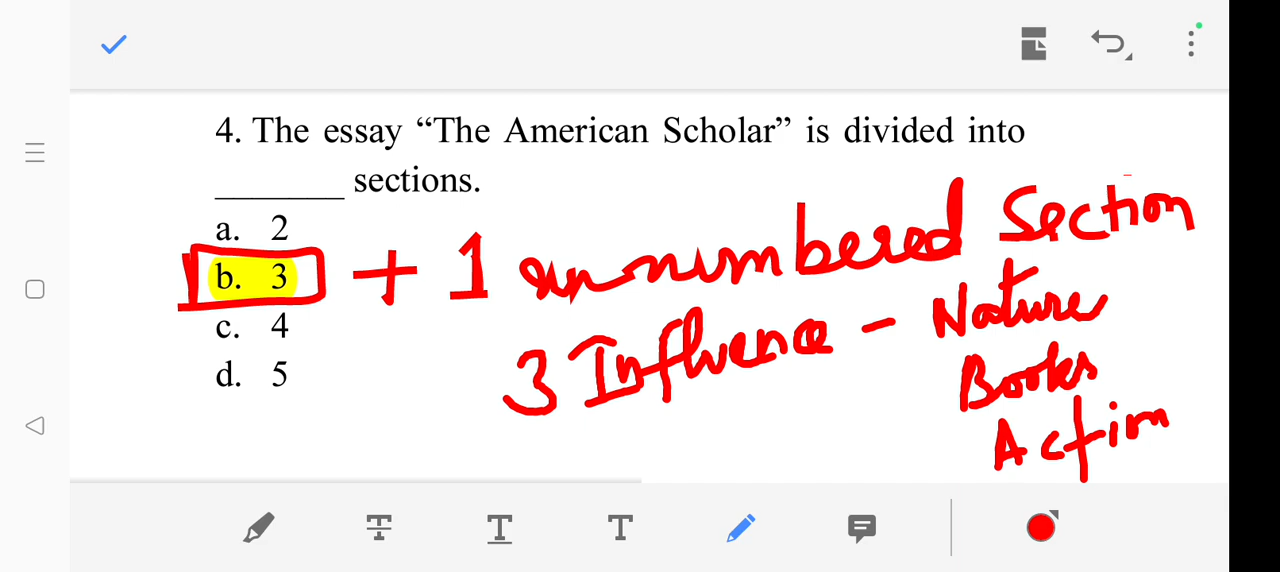 4. The essay “The American Scholar” is divided into
_______ sections.
a. 2
b. 3 + 1 unnumbered Section
c. 4
d. 5
3 Influence - Nature
Books
Action
T T T